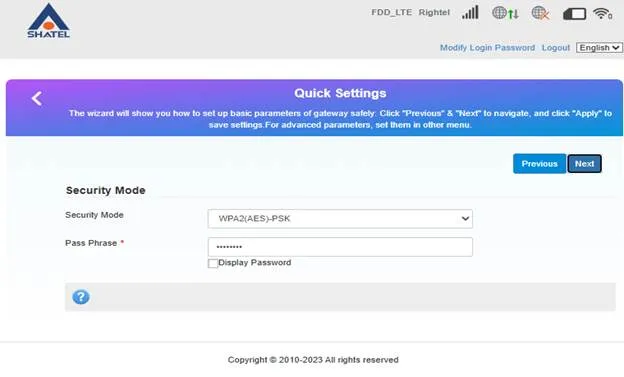 FDD_LTE Rightel
0
SHATEL
Modify Login Password Logout English
Quick Settings
The wizard will show you how to set up basic parameters of gateway safely: Click "Previous" & "Next" to navigate, and click "Apply" to
save settings.For advanced parameters, set them in other menu.
Previous Next
Security Mode
Security Mode WPA2(AES)-PSK
Pass Phrase * ••••••••
Display Password
?
Copyright © 2010-2023 All rights reserved